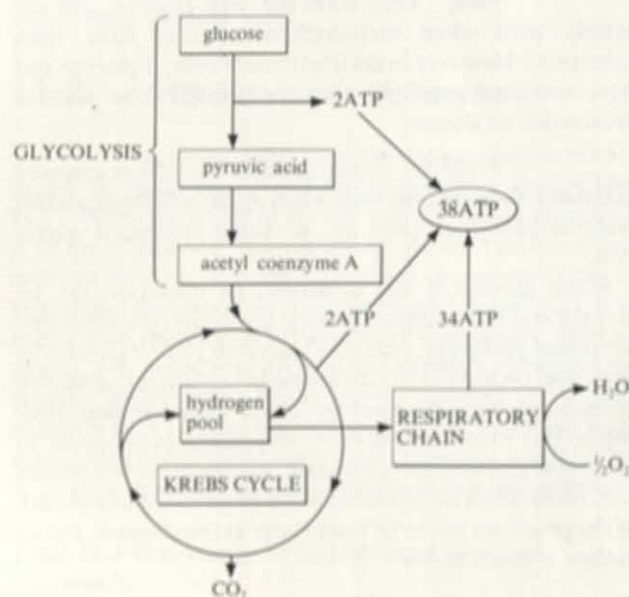 glucose
2ATP
GLYCOLYSIS
pyruvic acid
38ATP
acetyl coenzyme A
2ATP
34ATP
hydrogen
pool
RESPIRATORY
CHAIN
H₂O
½O₂
KREBS CYCLE
CO₂